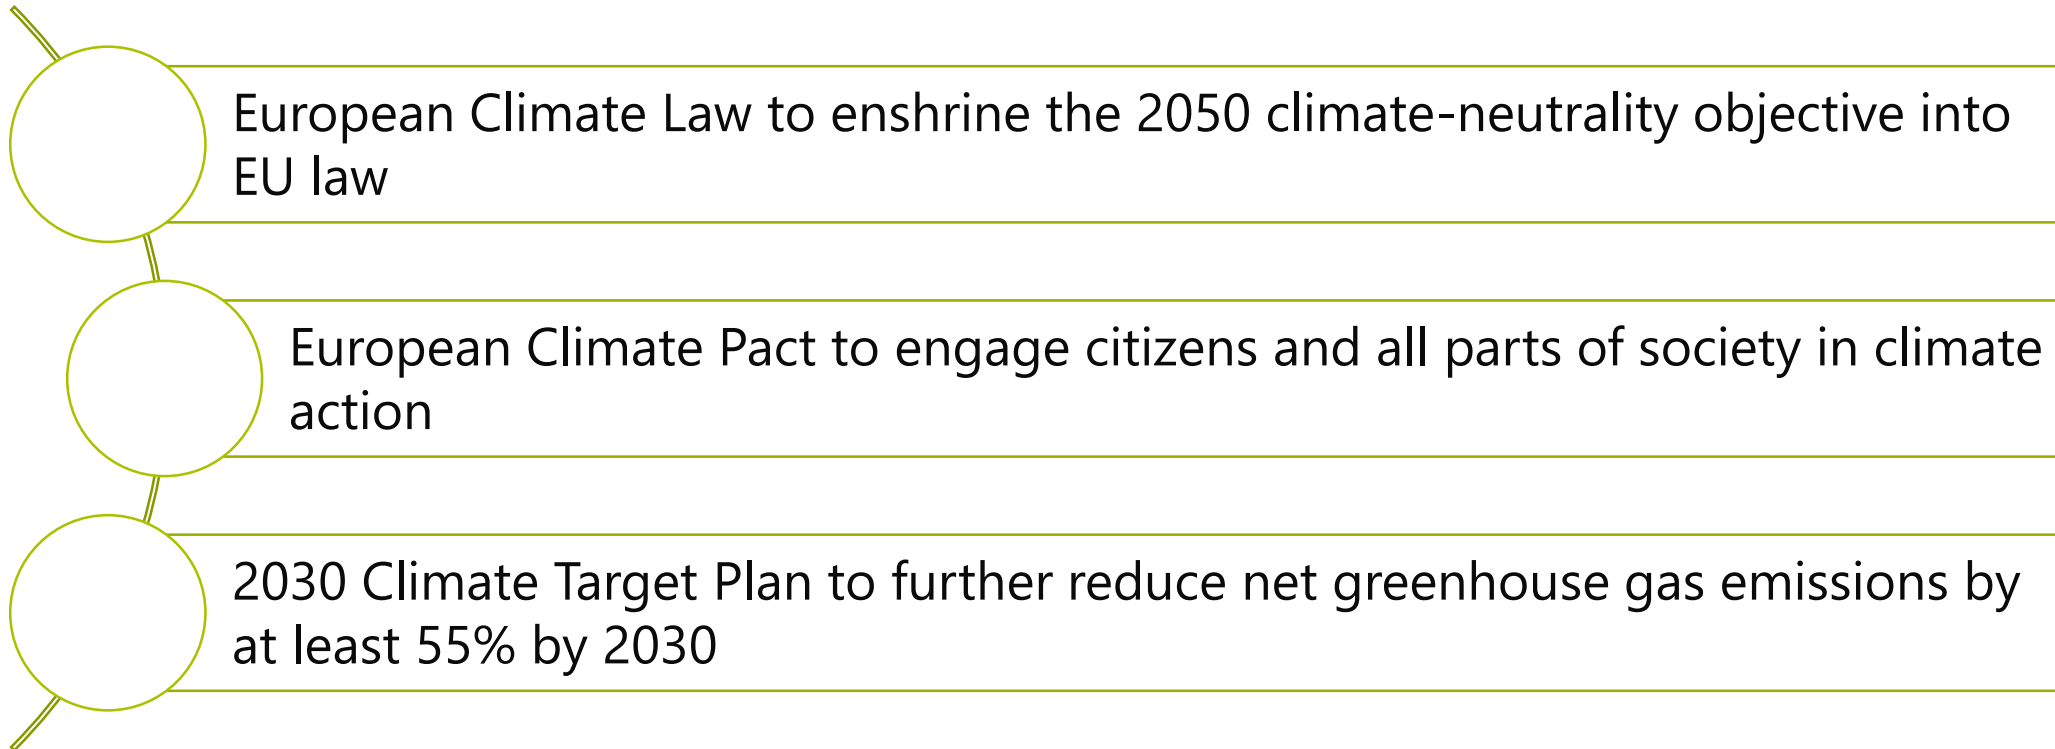 European Climate Law to enshrine the 2050 climate-neutrality objective into
EU law
European Climate Pact to engage citizens and all parts of society in climate
action
2030 Climate Target Plan to further reduce net greenhouse gas emissions by
at least 55% by 2030